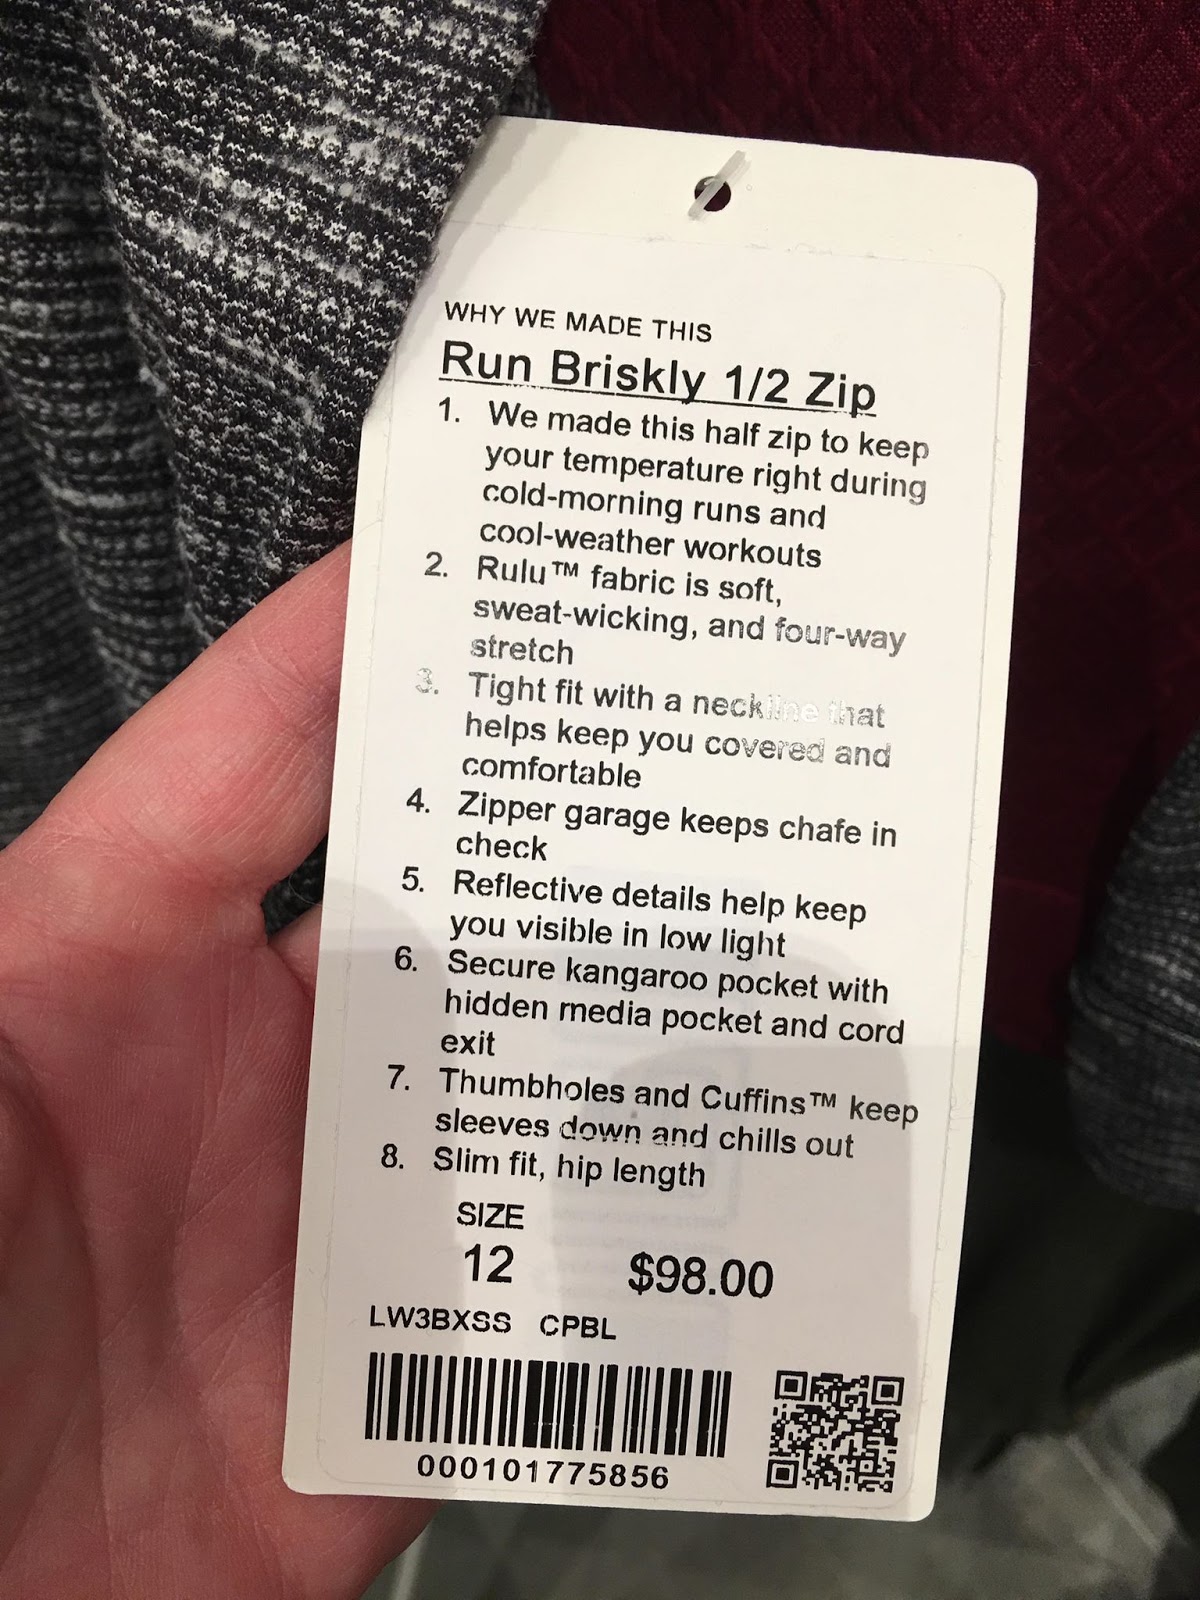 WHY WE MADE THIS
Run Briskly 1/2 Zip
1. We made this half zip to keep
your temperature right during
cold-morning runs and
cool-weather workouts
2. Rulu™ fabric is soft,
sweat-wicking, and four-way
stretch
3. Tight fit with a neckline that
helps keep you covered and
comfortable
4. Zipper garage keeps chafe in
check
5. Reflective details help keep
you visible in low light
6. Secure kangaroo pocket with
hidden media pocket and cord
exit
7. Thumbholes and Cuffins™ keep
sleeves down and chills out
8. Slim fit, hip length
SIZE
12 $98.00
LW3BXSS CPBL
000101775856